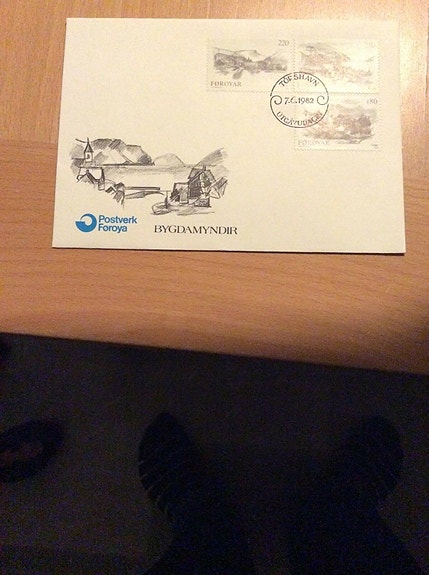 220
FØROYAR
TÓRSHAVN
7.6.1982
ÚTGÁVUDAGUR
180
FØROYAR
Postverk
Føroya
BYGDAMYNDIR